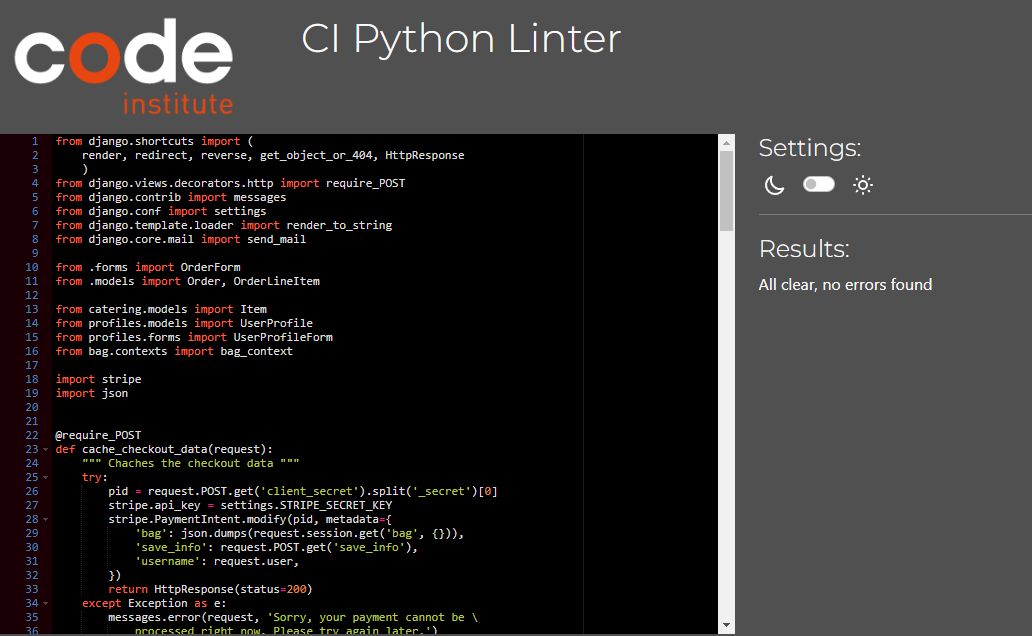 code
institute
CI Python Linter
1 from django.shortcuts import (
2     render, redirect, reverse, get_object_or_404, HttpResponse
3     )
4 from django.views.decorators.http import require_POST
5 from django.contrib import messages
6 from django.conf import settings
7 from django.template.loader import render_to_string
8 from django.core.mail import send_mail
9
10 from .forms import OrderForm
11 from .models import Order, OrderLineItem
12
13 from catering.models import Item
14 from profiles.models import UserProfile
15 from profiles.forms import UserProfileForm
16 from bag.contexts import bag_context
17
18 import stripe
19 import json
20
21
22 @require_POST
23 def cache_checkout_data(request):
24     """ Chaches the checkout data """
25     try:
26         pid = request.POST.get('client_secret').split('_secret')[0]
27         stripe.api_key = settings.STRIPE_SECRET_KEY
28         stripe.PaymentIntent.modify(pid, metadata={
29             'bag': json.dumps(request.session.get('bag', {})),
30             'save_info': request.POST.get('save_info'),
31             'username': request.user,
32         })
33         return HttpResponse(status=200)
34     except Exception as e:
35         messages.error(request, 'Sorry, your payment cannot be \
36             processed right now. Please try again later.')
Settings:
Results:
All clear, no errors found